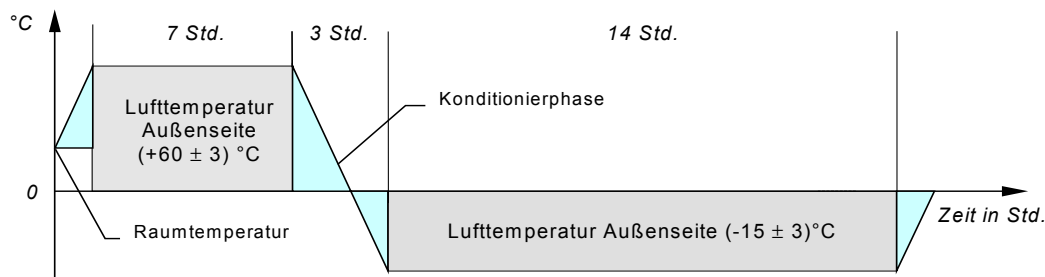 °C
7 Std.
3 Std.
14 Std.
Lufttemperatur
Außenseite
(+60 ± 3) °C
Konditionierphase
0
Zeit in Std.
Raumtemperatur
Lufttemperatur Außenseite (-15 ± 3)°C